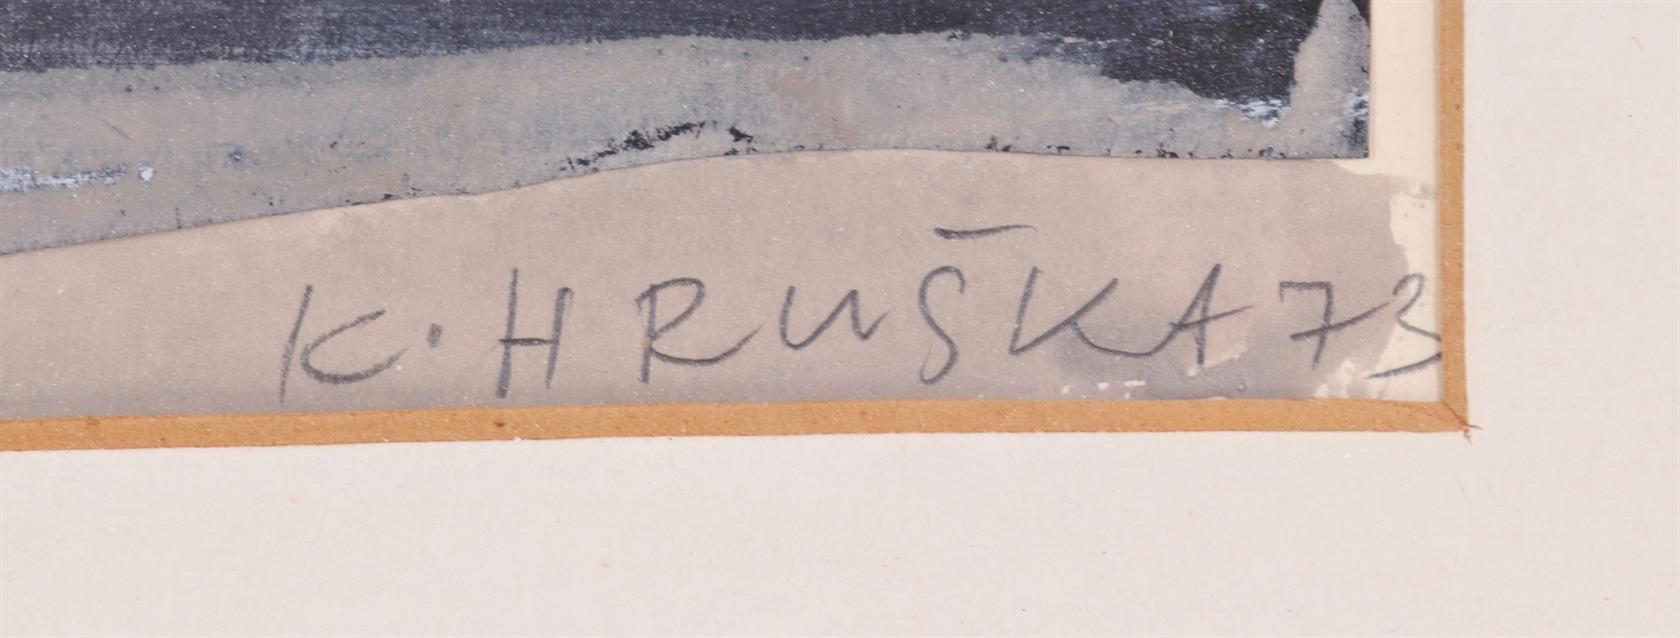 K. HRUŠKA 73